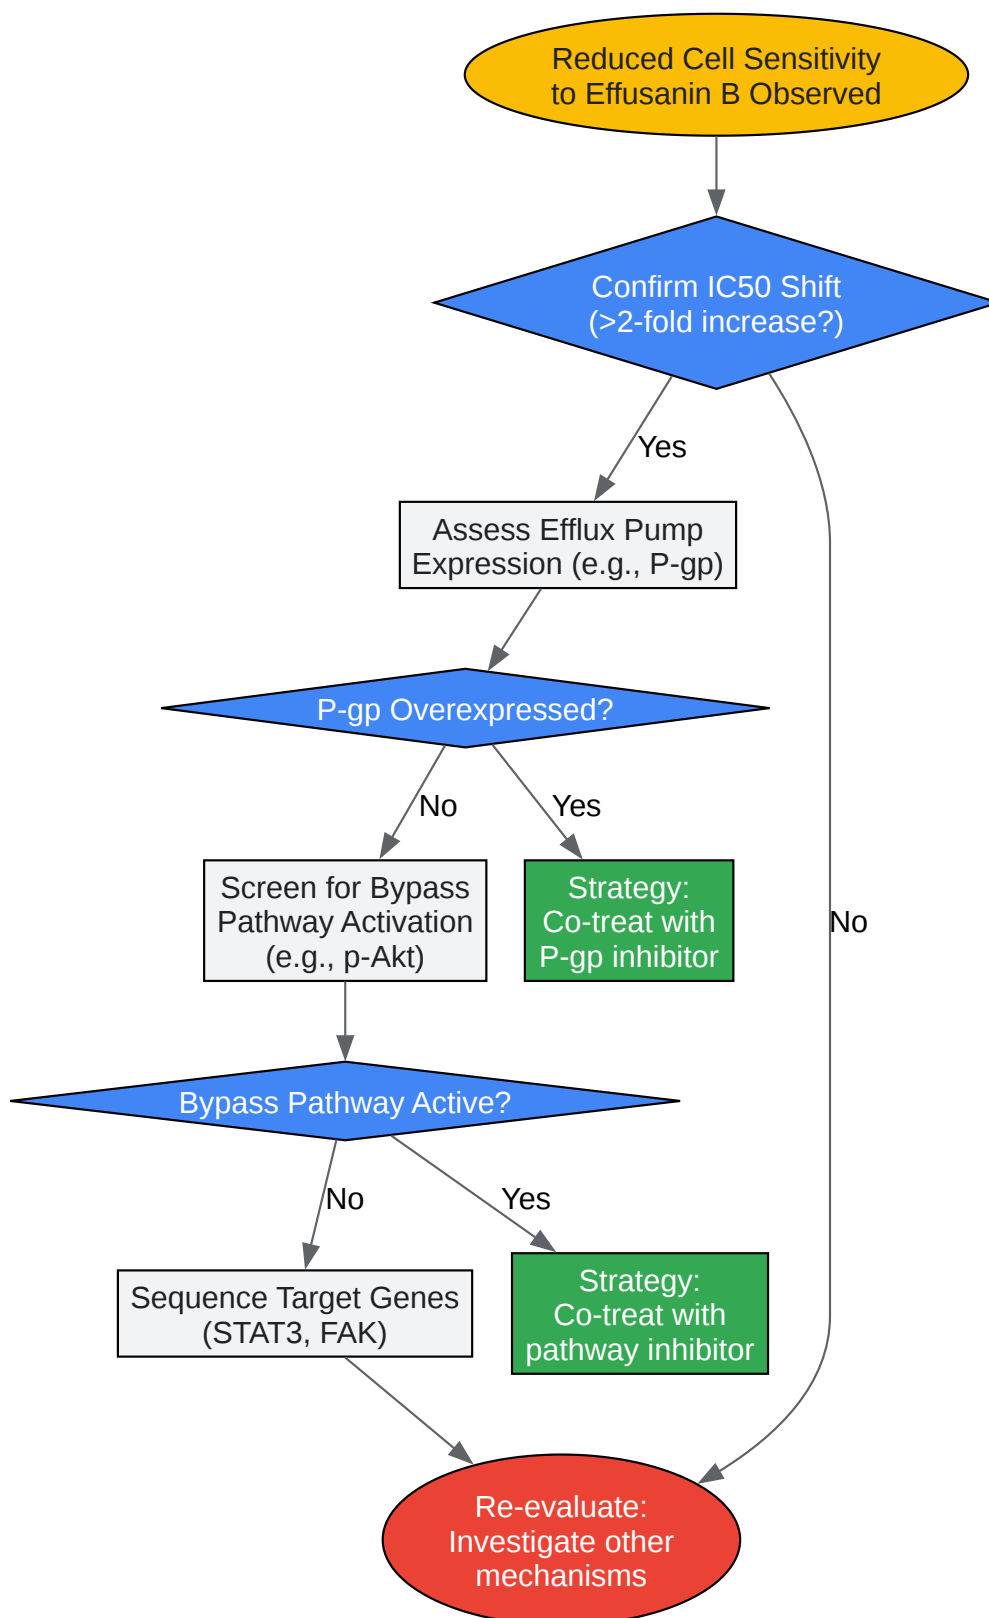 Reduced Cell Sensitivity
to Effusanin B Observed
Confirm IC50 Shift
(>2-fold increase?)
Yes
Assess Efflux Pump
Expression (e.g., P-gp)
P-gp Overexpressed?
No
Yes
Screen for Bypass
Pathway Activation
(e.g., p-Akt)
Strategy:
Co-treat with
P-gp inhibitor
No
Bypass Pathway Active?
No
Yes
Sequence Target Genes
(STAT3, FAK)
Strategy:
Co-treat with
pathway inhibitor
Re-evaluate:
Investigate other
mechanisms